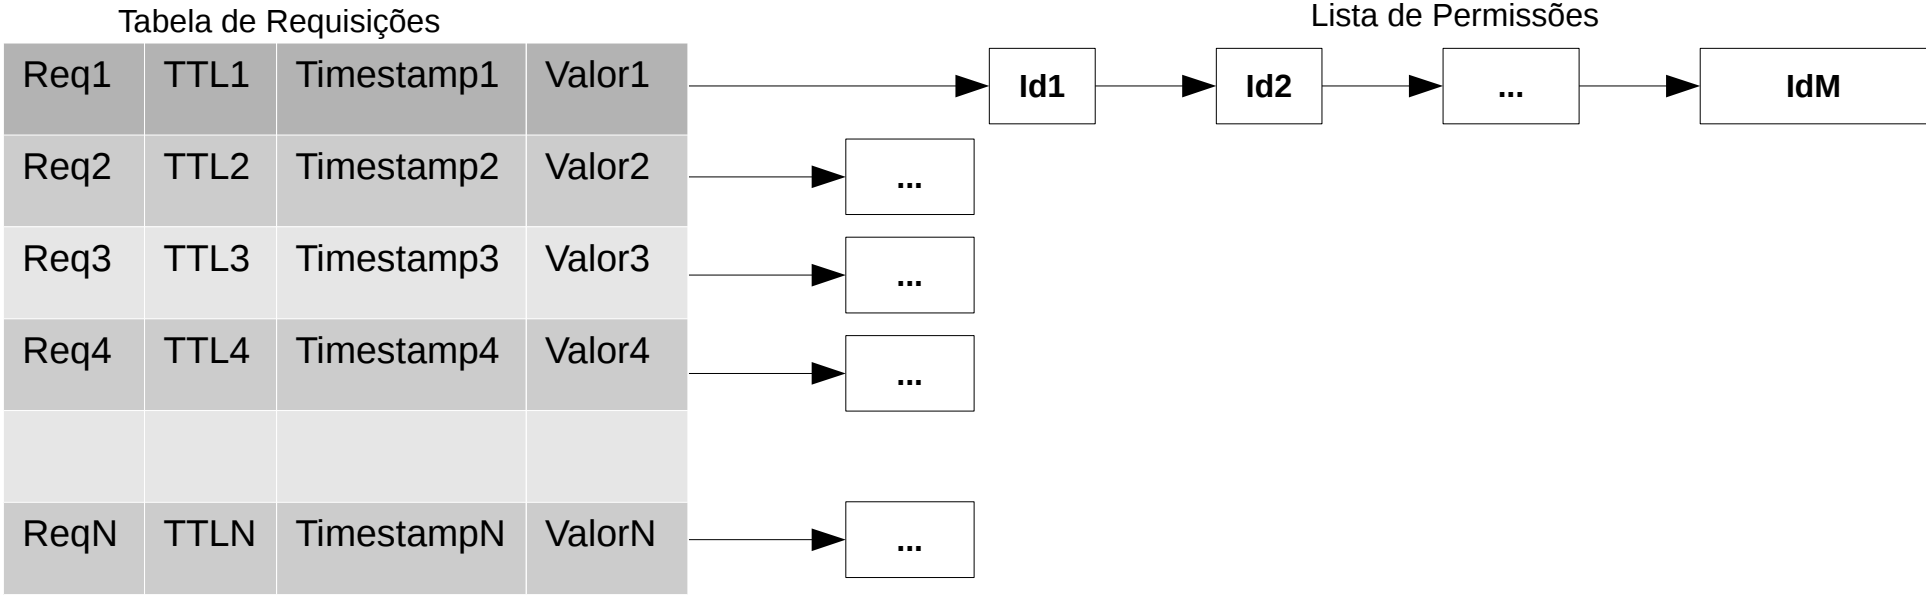 Tabela de Requisições
Lista de Permissões
Req1 TTL1 Timestamp1 Valor1 Id1 Id2 ... IdM
Req2 TTL2 Timestamp2 Valor2 ...
Req3 TTL3 Timestamp3 Valor3 ...
Req4 TTL4 Timestamp4 Valor4 ...
ReqN TTLN TimestampN ValorN ...